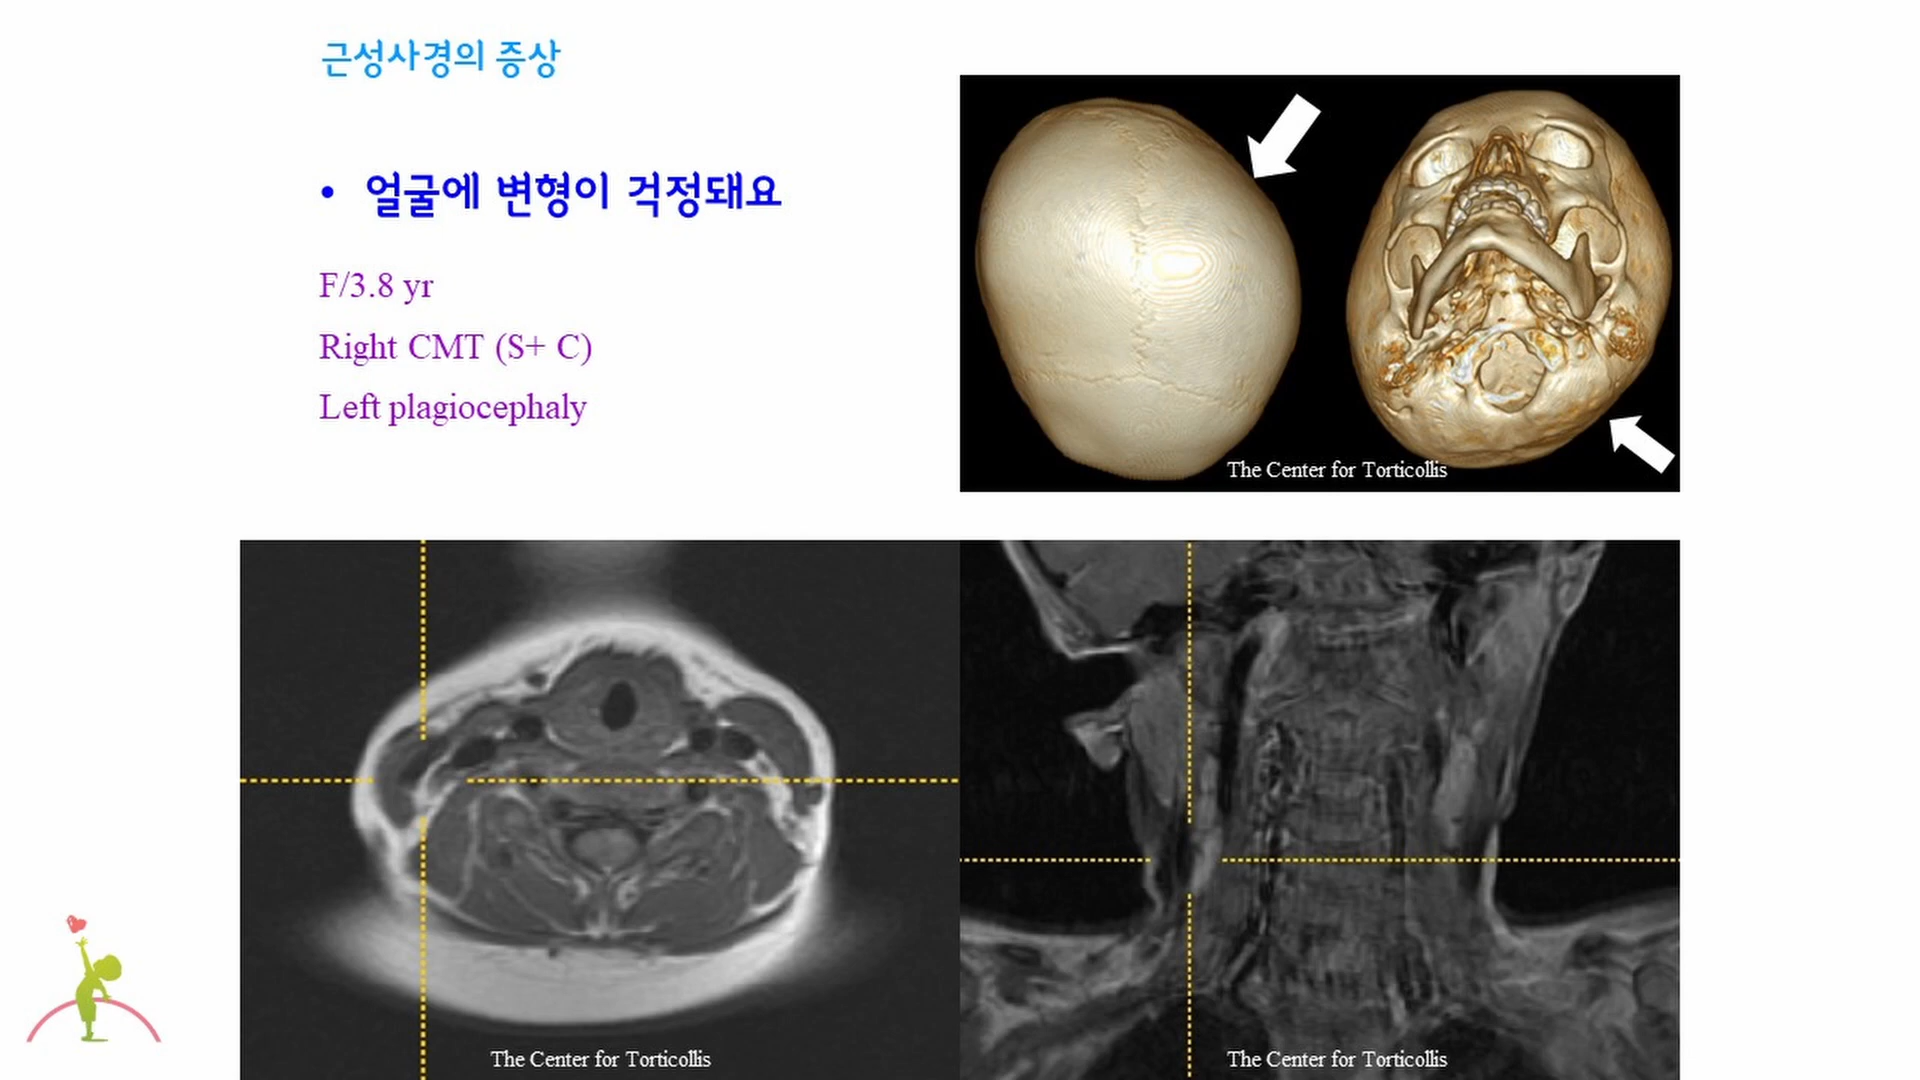 근성사경의 증상
• 얼굴에 변형이 걱정돼요
F/3.8 yr
Right CMT (S+ C)
Left plagiocephaly
The Center for Torticollis
The Center for Torticollis
The Center for Torticollis